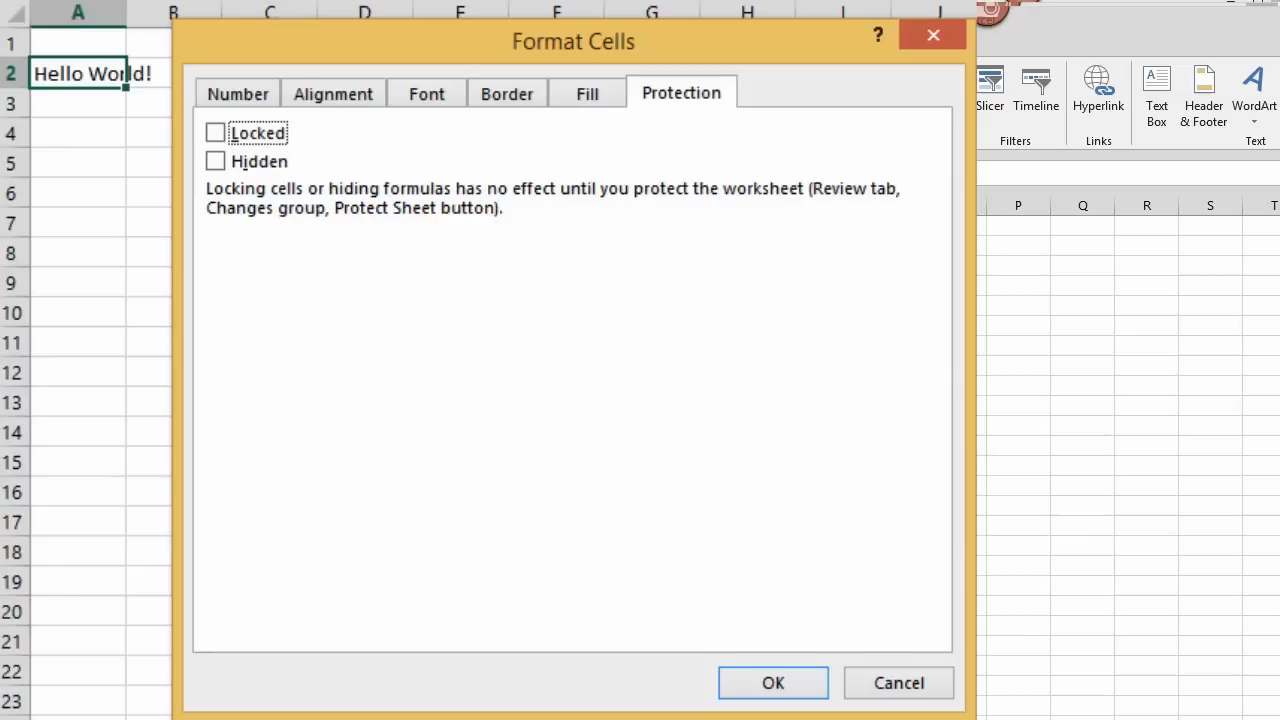 A B C D E F G H I J
Format Cells
?
1
2 Hello World!
3
4
5
6
7
8
9
10
11
12
13
14
15
16
17
18
19
20
21
22
23
Number Alignment Font Border Fill Protection
Locked
Hidden
Locking cells or hiding formulas has no effect until you protect the worksheet (Review tab,
Changes group, Protect Sheet button).
OK Cancel
Slicer Timeline Hyperlink Text Box Header & Footer WordArt
Filters Links Text
P Q R S T